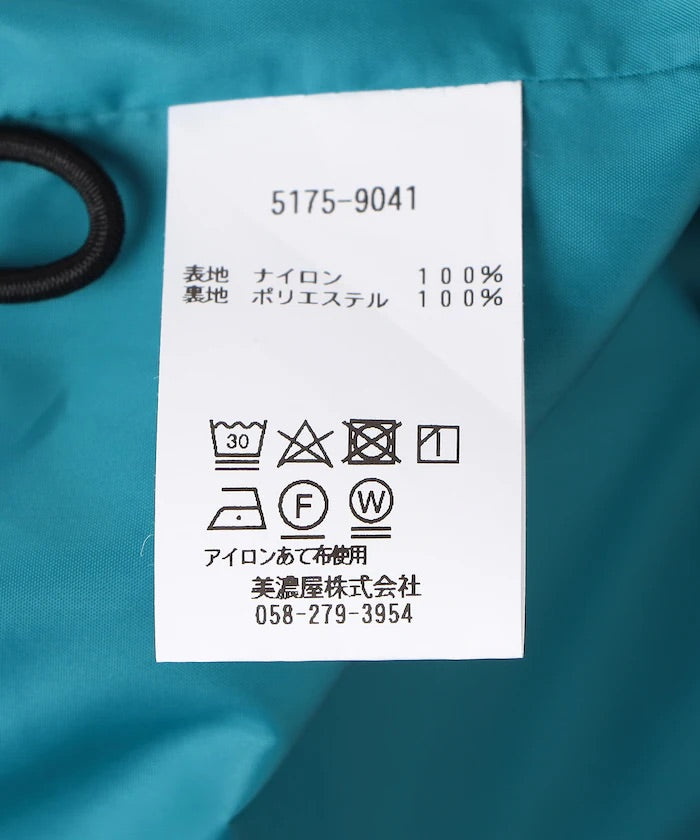 5175-9041
表地 ナイロン 100%
裏地 ポリエステル 100%
30
F W
アイロンあて布使用
美濃屋株式会社
058-279-3954